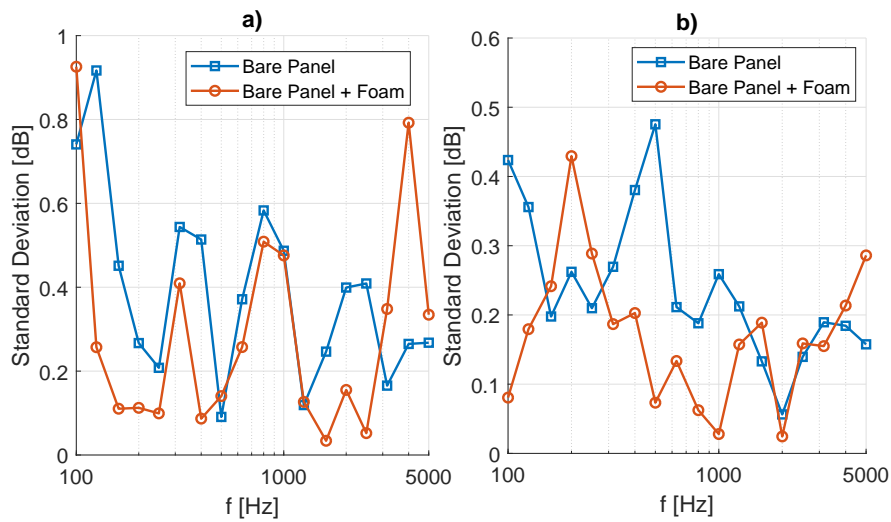 a)
Standard Deviation [dB]
1
0.8
0.6
0.4
0.2
0
Bare Panel
Bare Panel + Foam
100
1000
5000
f [Hz]
b)
Standard Deviation [dB]
0.6
0.5
0.4
0.3
0.2
0.1
0
Bare Panel
Bare Panel + Foam
100
1000
5000
f [Hz]